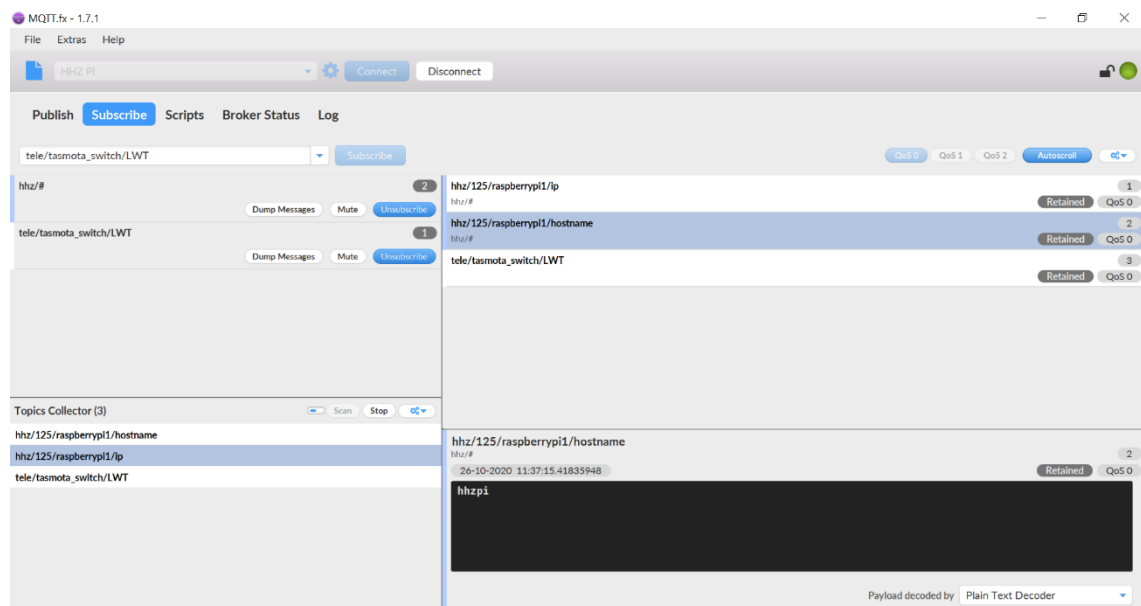 MQTT.fx - 1.7.1
File Extras Help
HHZ PI Connect Disconnect
Publish Subscribe Scripts Broker Status Log
tele/tasmota_switch/LWT Subscribe QoS 0 QoS 1 QoS 2 Autoscroll
hhz/# 2
Dump Messages Mute Unsubscribe
tele/tasmota_switch/LWT 1
Dump Messages Mute Unsubscribe
hhz/125/raspberrypi1/ip 1
hhz/# Retained QoS 0
hhz/125/raspberrypi1/hostname 2
hhz/# Retained QoS 0
tele/tasmota_switch/LWT 3
Retained QoS 0
Topics Collector (3) Scan Stop
hhz/125/raspberrypi1/hostname
hhz/125/raspberrypi1/ip
tele/tasmota_switch/LWT
hhz/125/raspberrypi1/hostname
hhz/# 2
26-10-2020 11:37:15.41835948 Retained QoS 0
hhzpi
Payload decoded by Plain Text Decoder